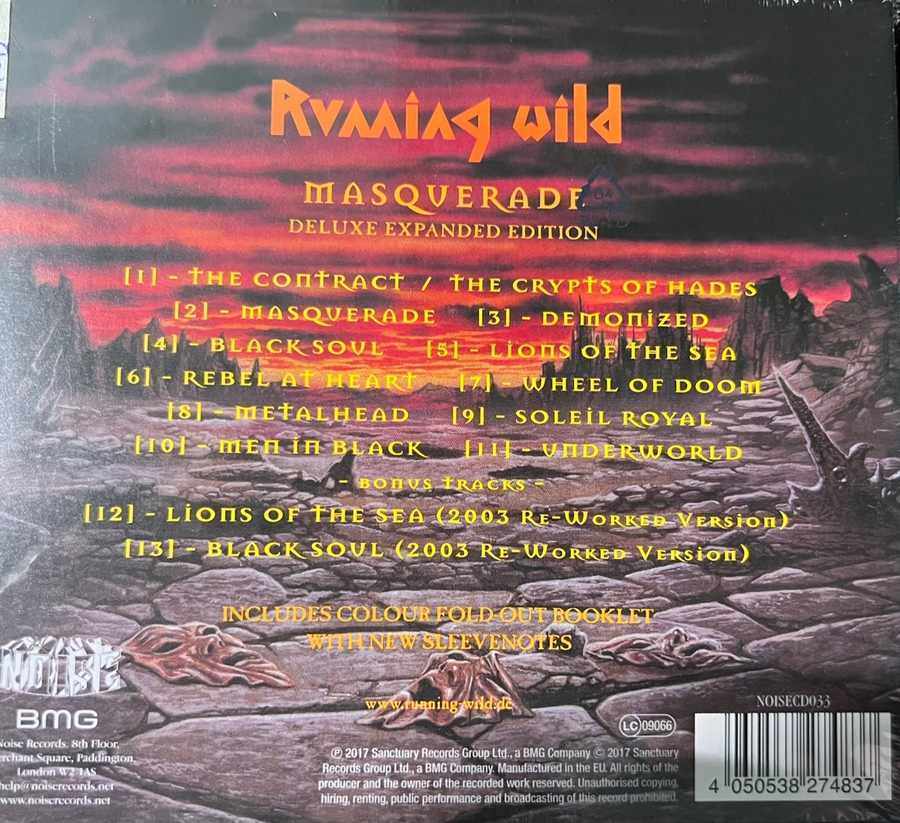 Running Wild
MASQUERADE
DELUXE EXPANDED EDITION
[1] - THE CONTRACT / THE CRYPTS OF HADES
[2] - MASQUERADE [3] - DEMONIZED
[4] - BLACK SOUL [5] - LIONS OF THE SEA
[6] - REBEL AT HEART [7] - WHEEL OF DOOM
[8] - METALHEAD [9] - SOLEIL ROYAL
[10] - MEN IN BLACK [11] - UNDERWORLD
- BONUS TRACKS -
[12] - LIONS OF THE SEA (2003 RE-WORKED VERSION)
[13] - BLACK SOUL (2003 RE-WORKED VERSION)
INCLUDES COLOUR FOLD-OUT BOOKLET
WITH NEW SLEEVENOTES
www.running-wild.de
NOISE
BMG
Noise Records. 8th Floor,
Merchant Square, Paddington,
London W2 1AS
help@noiserecords.net
www.noiserecords.net
LC 09066
℗ 2017 Sanctuary Records Group Ltd., a BMG Company © 2017 Sanctuary
Records Group Ltd., a BMG Company. Manufactured in the EU. All rights of the
producer and the owner of the recorded work reserved. Unauthorised copying,
hiring, renting, public performance and broadcasting of this record prohibited.
NOISECD033
4 050538 274837